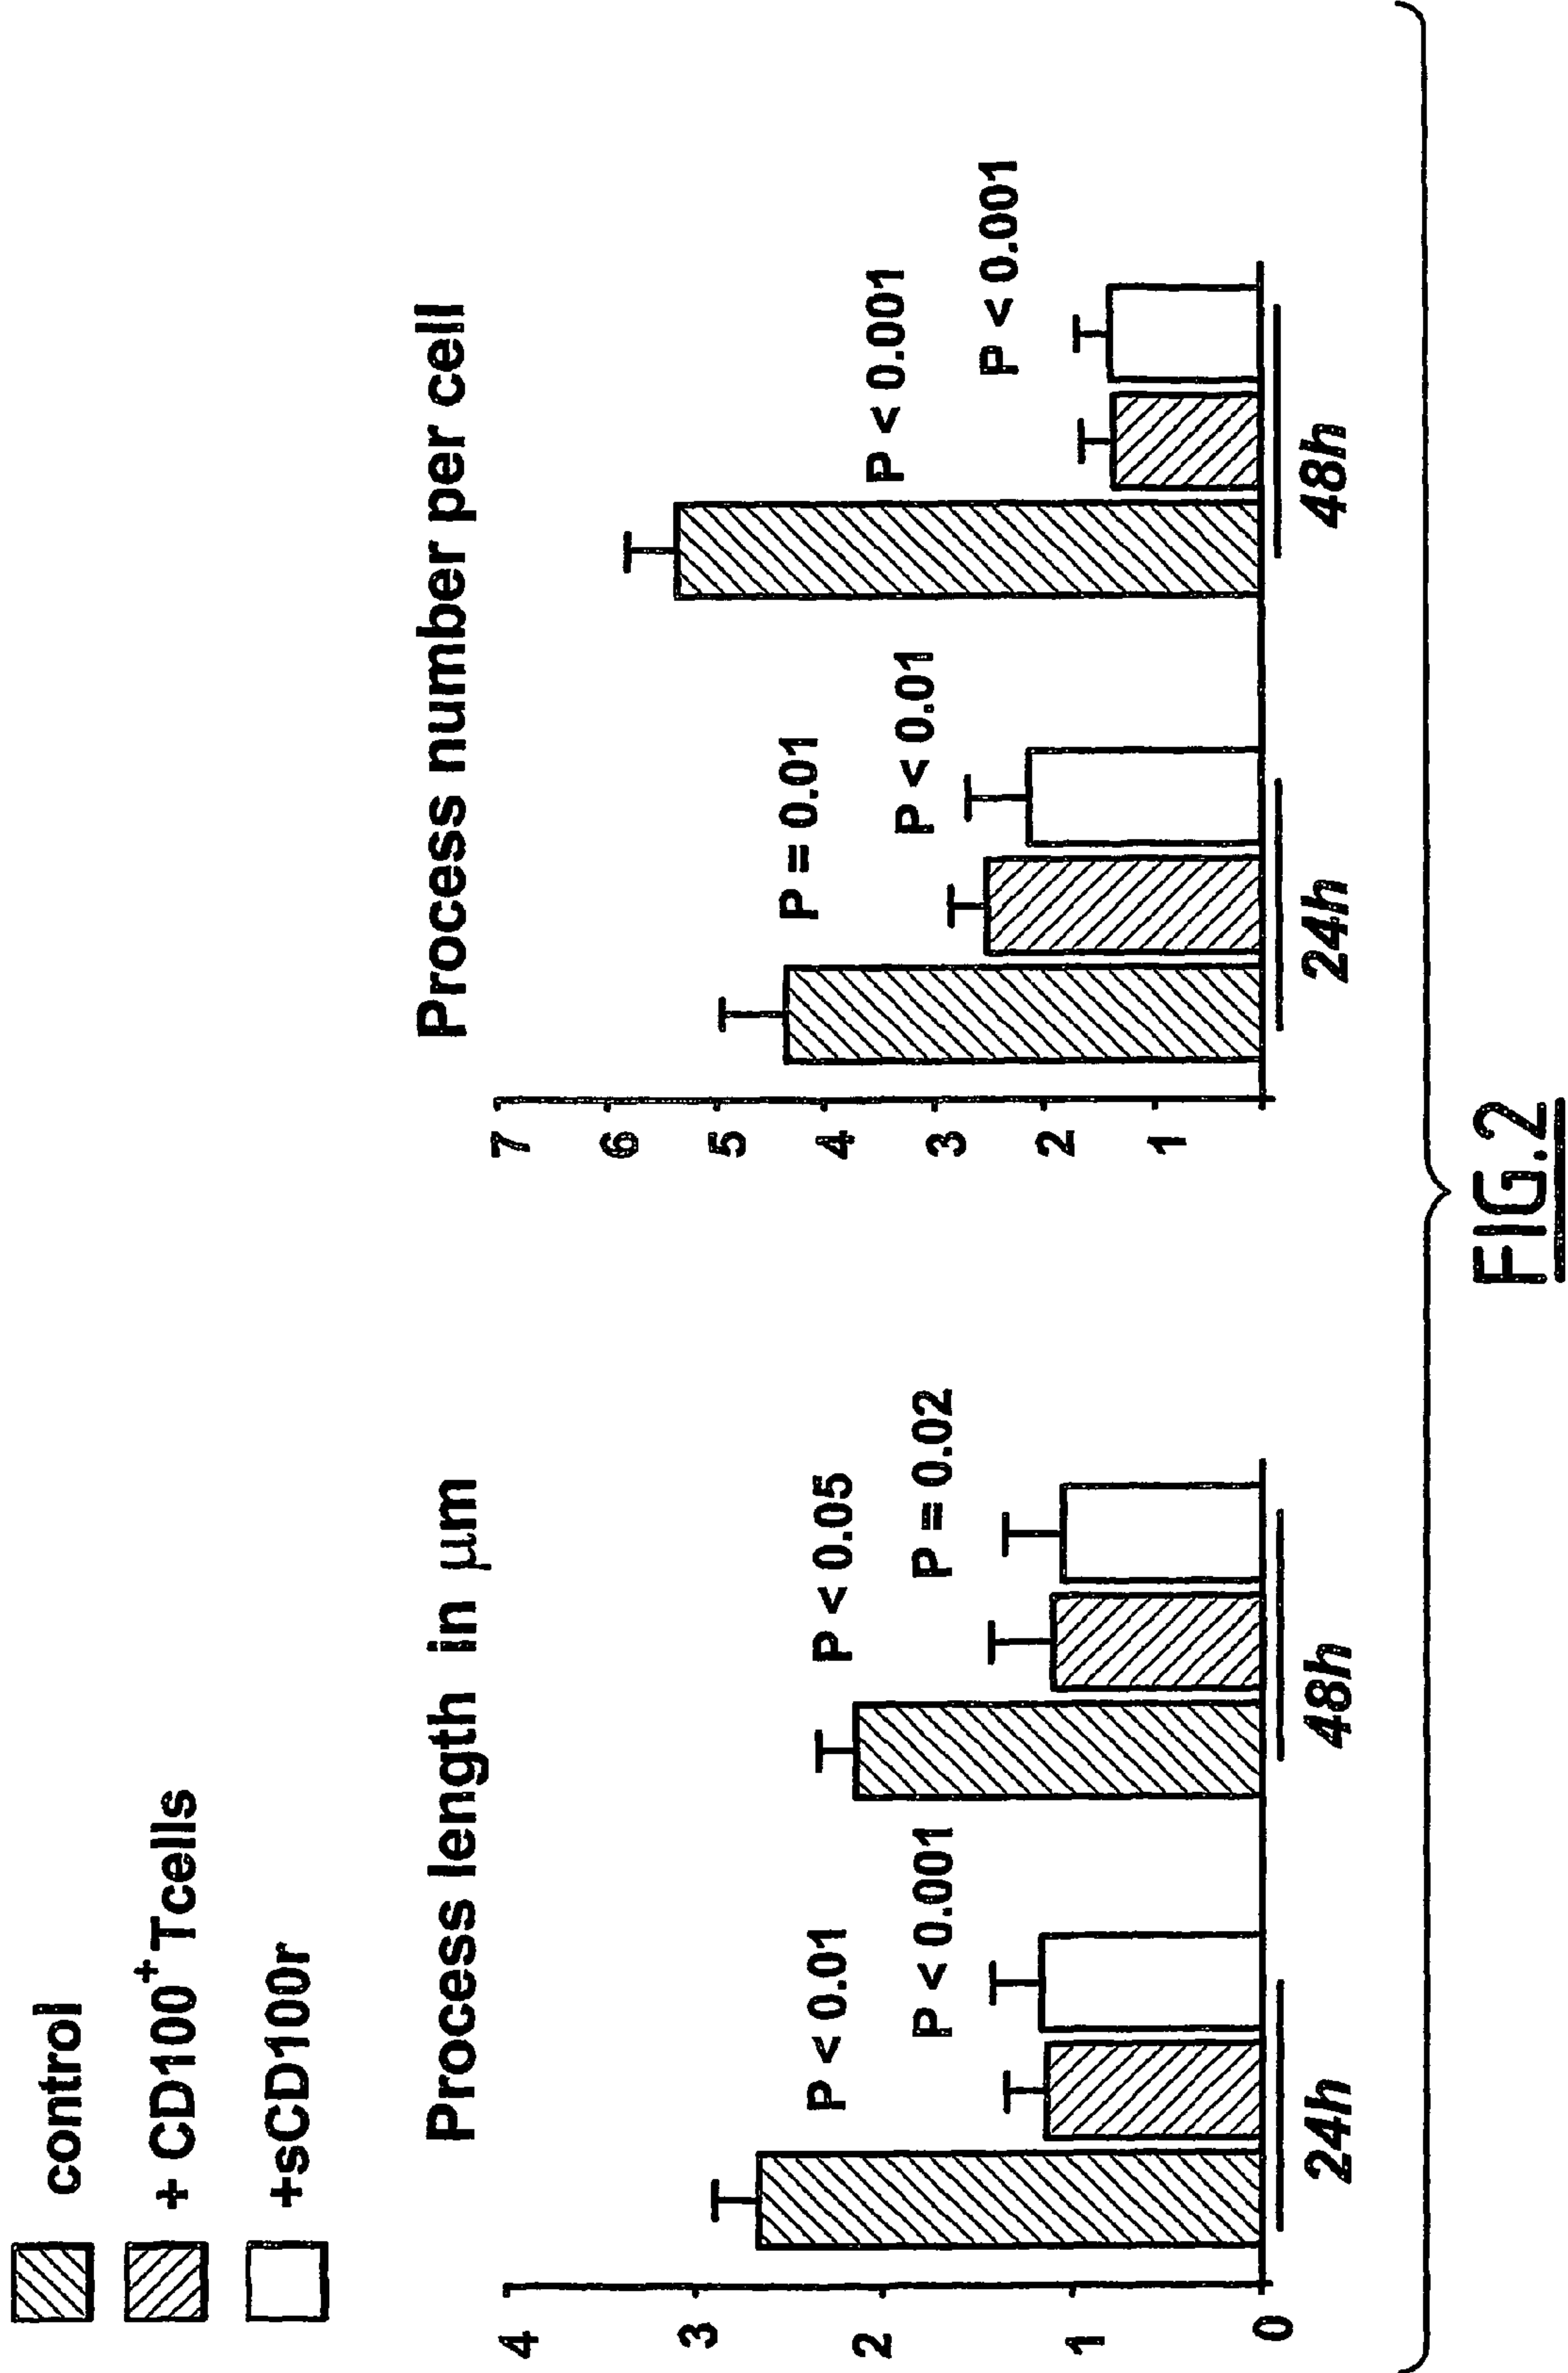 control
+ CD100+ Tcells
+sCD100r
Process length in μm
4
3
2
1
0
P < 0.01
P < 0.001
P < 0.05
P = 0.02
24h
48h
Process number per cell
7
6
5
4
3
2
1
P = 0.01
P < 0.01
P < 0.001
P < 0.001
24h
48h
FIG.2